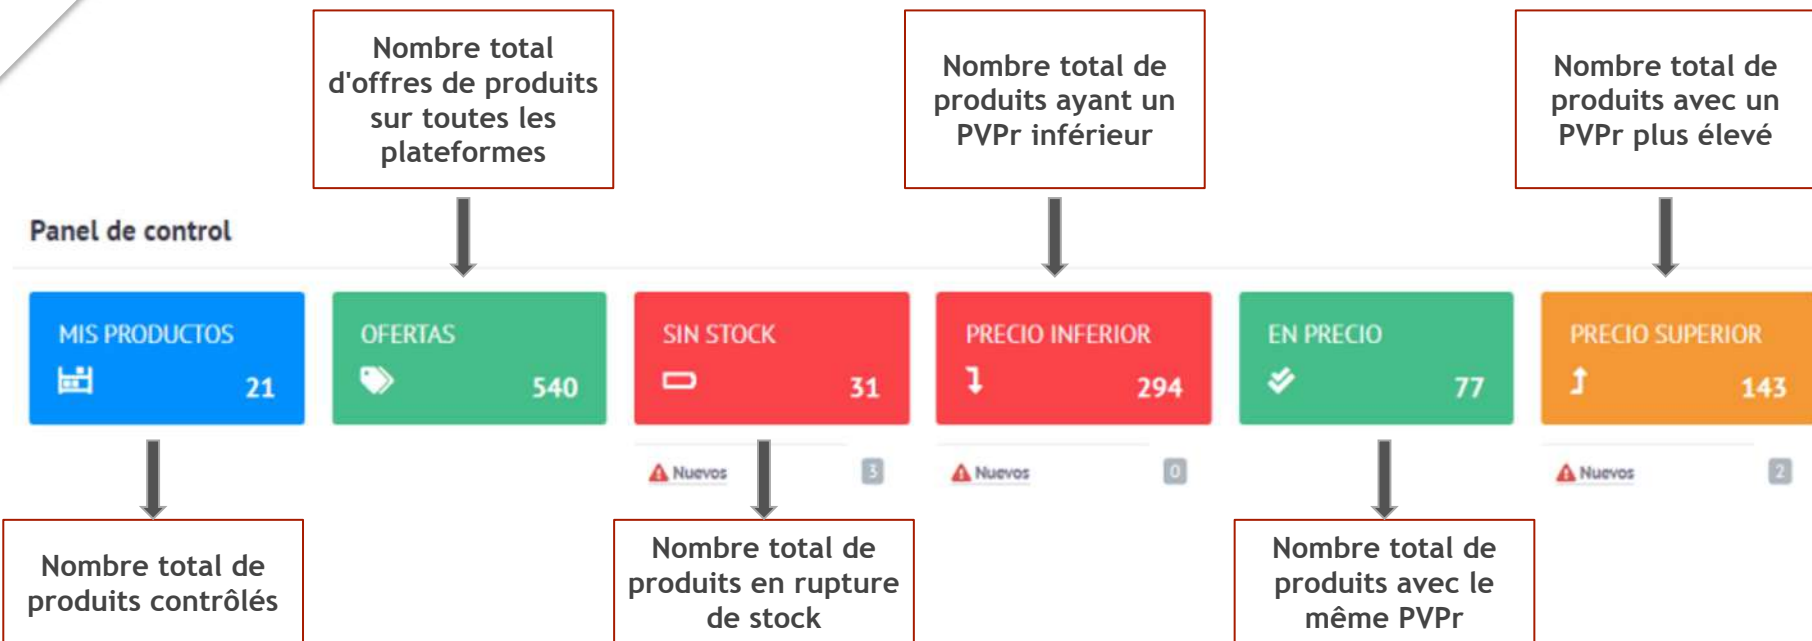 Nombre total
d'offres de produits
sur toutes les
plateformes
Nombre total de
produits ayant un
PVPr inférieur
Nombre total de
produits avec un
PVPr plus élevé
Panel de control
MIS PRODUCTOS
21
OFERTAS
540
SIN STOCK
31
PRECIO INFERIOR
294
EN PRECIO
77
PRECIO SUPERIOR
143
Nuevos 3
Nuevos 0
Nuevos 2
Nombre total de
produits contrôlés
Nombre total de
produits en rupture
de stock
Nombre total de
produits avec le
même PVPr